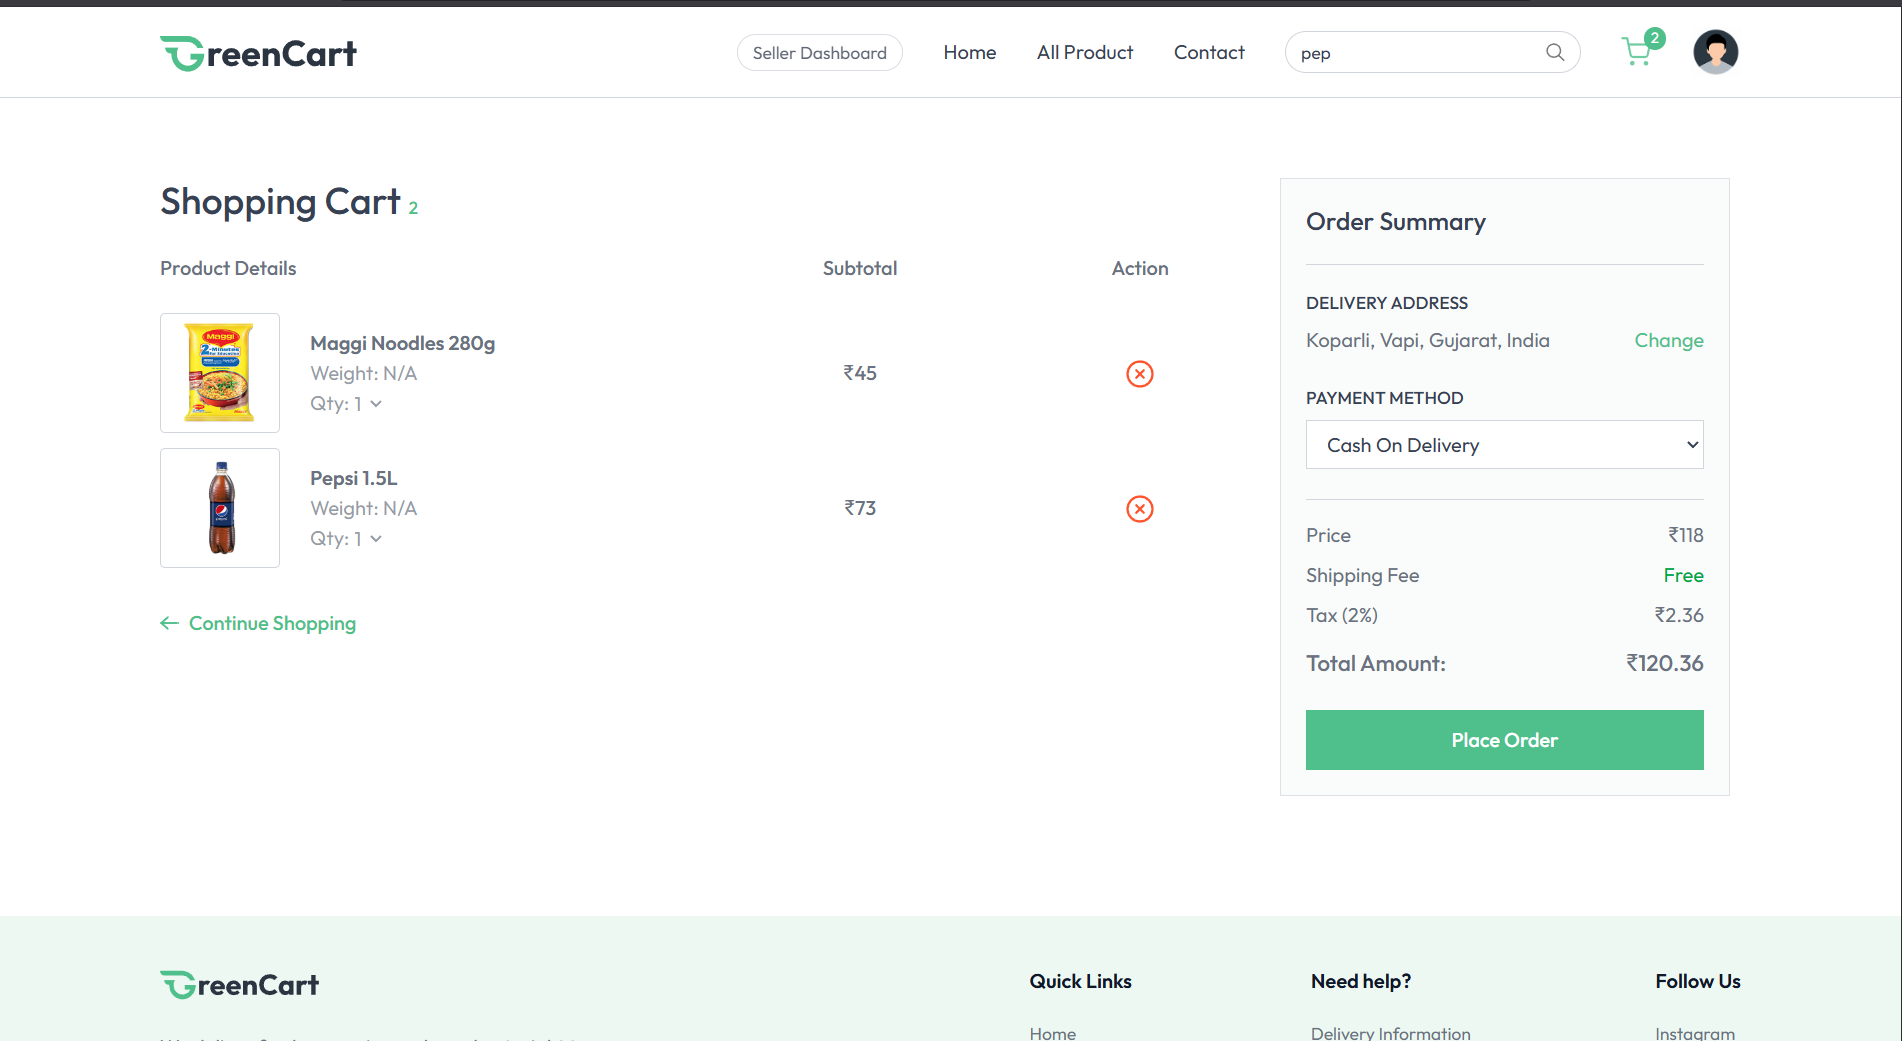 GreenCart
Seller Dashboard
Home
All Product
Contact
pep
2
Shopping Cart 2
Product Details
Subtotal
Action
Maggi
2-Minutes
Maggi Noodles 280g
Weight: N/A
Qty: 1
₹45
Pepsi 1.5L
Weight: N/A
Qty: 1
₹73
Continue Shopping
Order Summary
DELIVERY ADDRESS
Koparli, Vapi, Gujarat, India
Change
PAYMENT METHOD
Cash On Delivery
Price ₹118
Shipping Fee Free
Tax (2%) ₹2.36
Total Amount: ₹120.36
Place Order
GreenCart
Quick Links
Home
Need help?
Delivery Information
Follow Us
Instagram